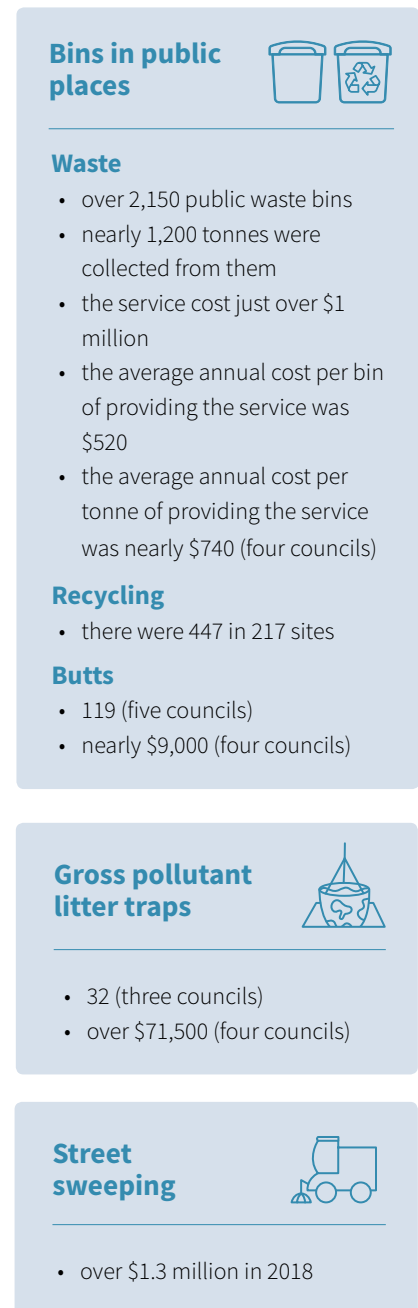 Bins in public
places
Waste
• over 2,150 public waste bins
• nearly 1,200 tonnes were
collected from them
• the service cost just over $1
million
• the average annual cost per bin
of providing the service was
$520
• the average annual cost per
tonne of providing the service
was nearly $740 (four councils)
Recycling
• there were 447 in 217 sites
Butts
• 119 (five councils)
• nearly $9,000 (four councils)
Gross pollutant
litter traps
• 32 (three councils)
• over $71,500 (four councils)
Street
sweeping
• over $1.3 million in 2018